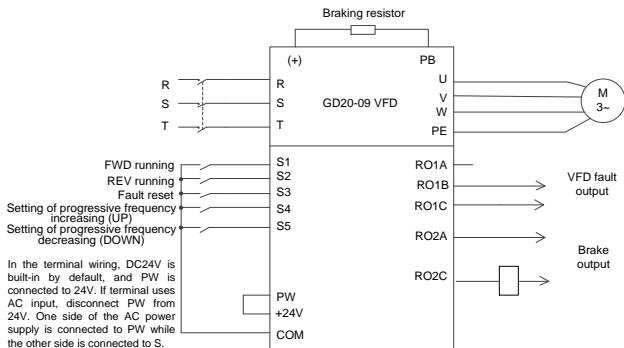 Braking resistor
(+)
PB
R
S
T
R
S
T
GD20-09 VFD
U
V
W
PE
M
3~
FWD running
REV running
Fault reset
Setting of progressive frequency
increasing (UP)
Setting of progressive frequency
decreasing (DOWN)
S1
S2
S3
S4
S5
RO1A
RO1B
RO1C
RO2A
RO2C
VFD fault
output
Brake
output
In the terminal wiring, DC24V is
built-in by default, and PW is
connected to 24V. If terminal uses
AC input, disconnect PW from
24V. One side of the AC power
supply is connected to PW while
the other side is connected to S.
PW
+24V
COM